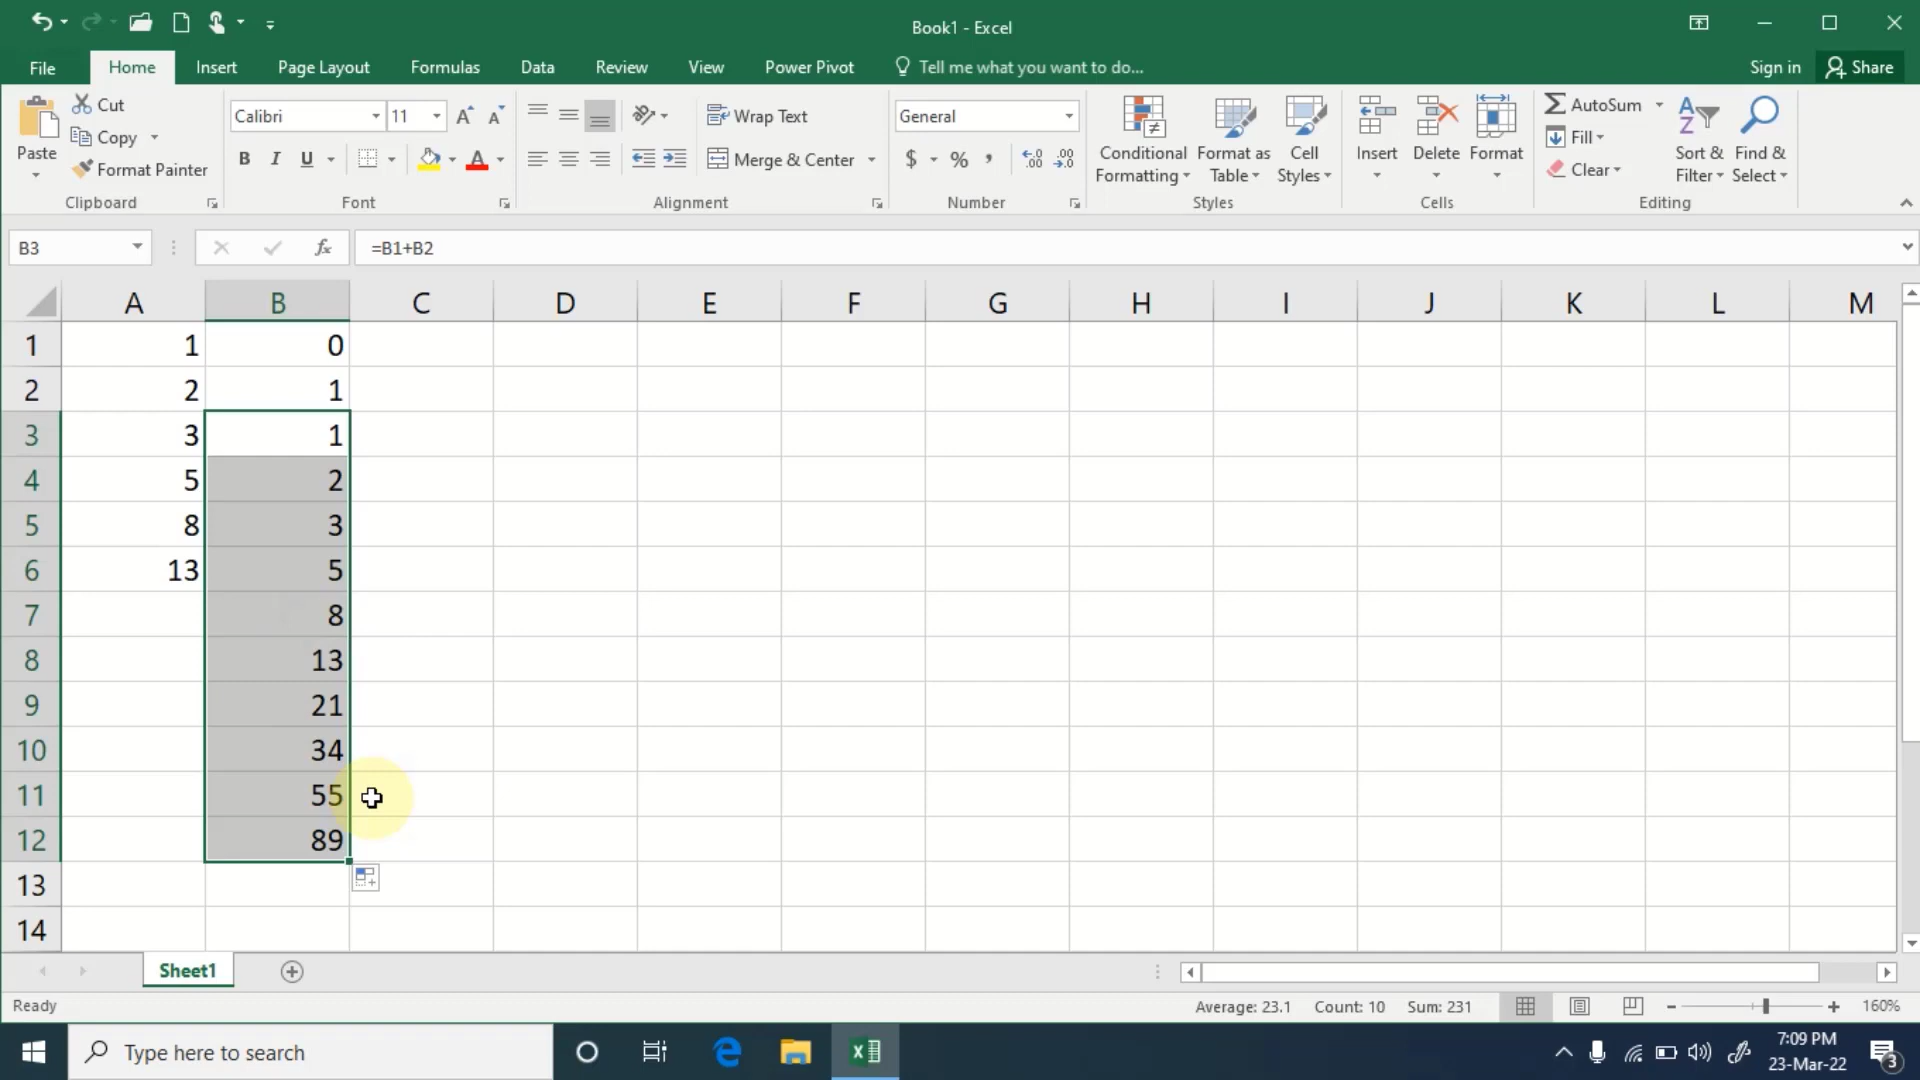 Book1 - Excel
File Home Insert Page Layout Formulas Data Review View Power Pivot Tell me what you want to do... Sign in Share
Paste
Cut
Copy
Format Painter
Clipboard
Calibri 11
B I U A
Font
Wrap Text
Merge & Center
Alignment
General
$ % , .00 .00
Number
Conditional Formatting
Format as Table
Cell Styles
Styles
Insert Delete Format
Cells
AutoSum
Fill
Clear
Sort & Filter
Find & Select
Editing
B3 fx =B1+B2
A B C D E F G H I J K L M
1 1 0
2 2 1
3 3 1
4 5 2
5 8 3
6 13 5
7 8
8 13
9 21
10 34
11 55
12 89
13
14
Sheet1
Ready Average: 23.1 Count: 10 Sum: 231 160%
Type here to search
7:09 PM
23-Mar-22
3